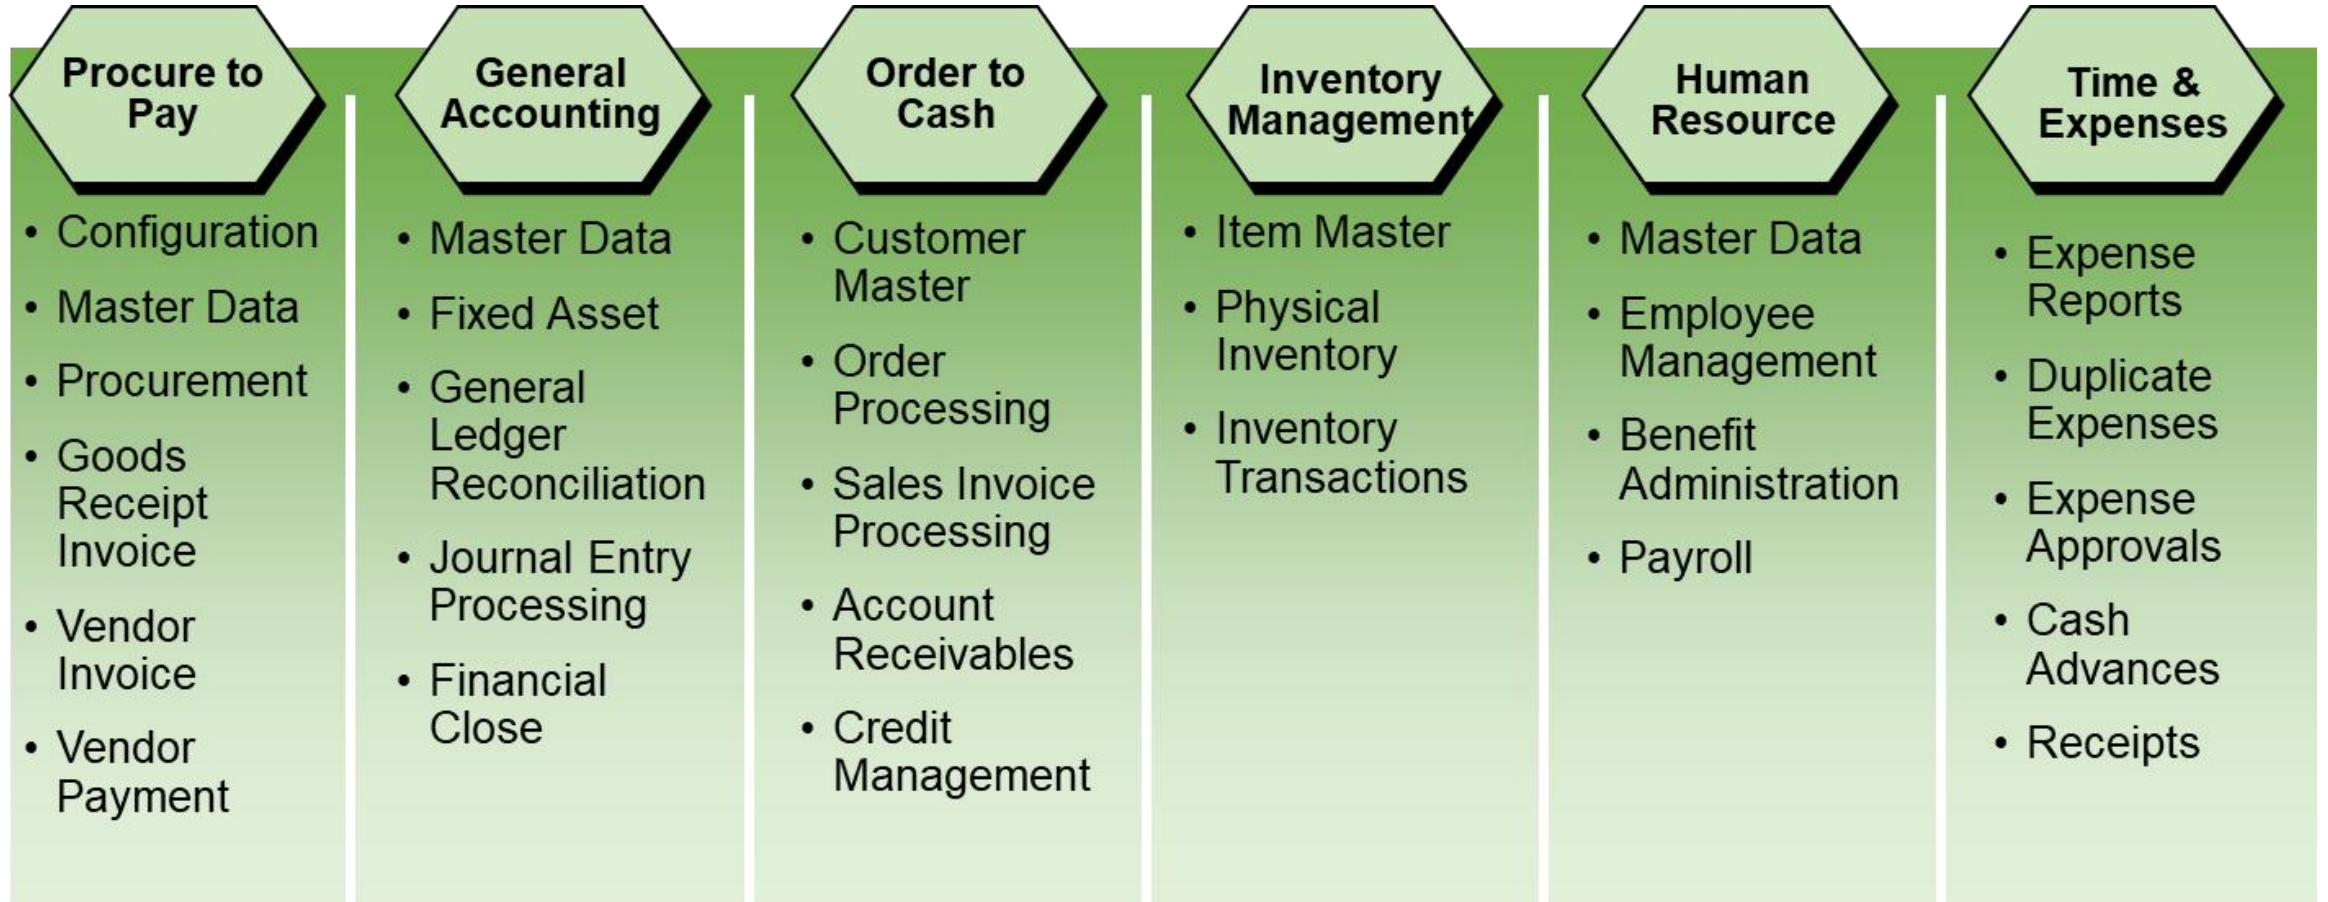 Procure to
Pay
• Configuration
• Master Data
• Procurement
• Goods
Receipt
Invoice
• Vendor
Invoice
• Vendor
Payment
General
Accounting
• Master Data
• Fixed Asset
• General
Ledger
Reconciliation
• Journal Entry
Processing
• Financial
Close
Order to
Cash
• Customer
Master
• Order
Processing
• Sales Invoice
Processing
• Account
Receivables
• Credit
Management
Inventory
Management
• Item Master
• Physical
Inventory
• Inventory
Transactions
Human
Resource
• Master Data
• Employee
Management
• Benefit
Administration
• Payroll
Time &
Expenses
• Expense
Reports
• Duplicate
Expenses
• Expense
Approvals
• Cash
Advances
• Receipts